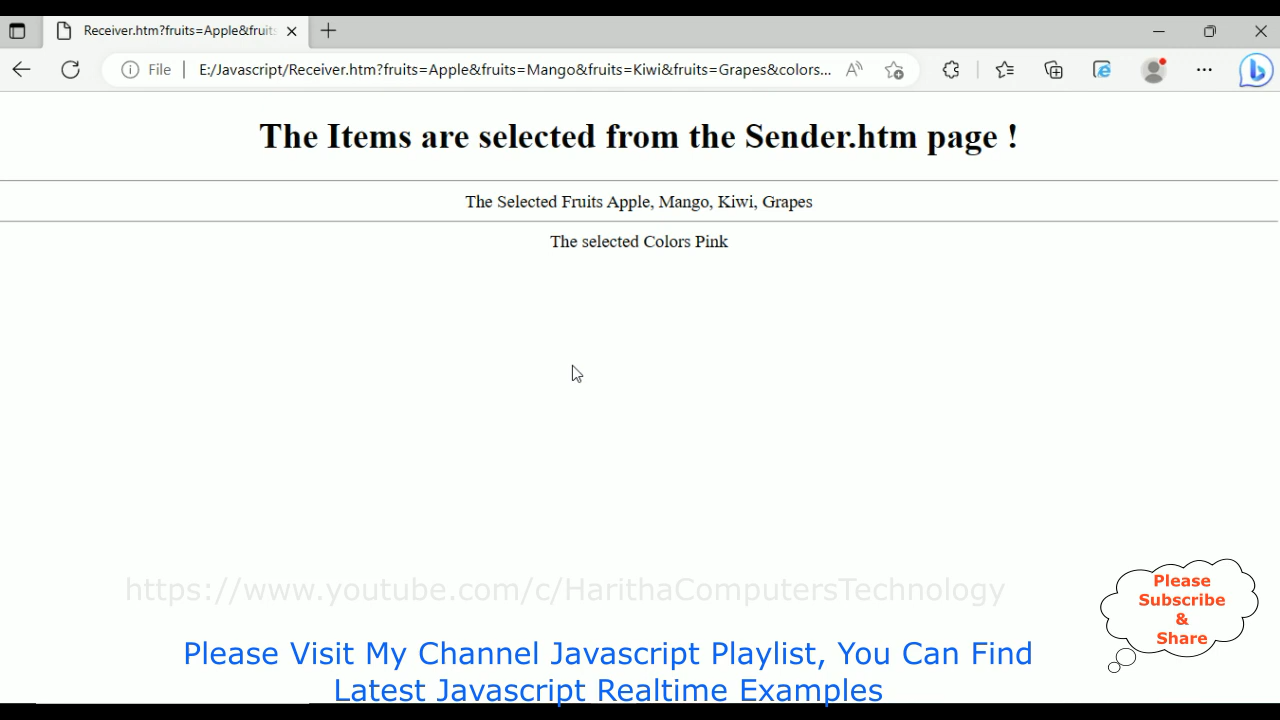 Receiver.htm?fruits=Apple&fruits
File
E:/Javascript/Receiver.htm?fruits=Apple&fruits=Mango&fruits=Kiwi&fruits=Grapes&colors...
The Items are selected from the Sender.htm page !
The Selected Fruits Apple, Mango, Kiwi, Grapes
The selected Colors Pink
https://www.youtube.com/c/HarithaComputersTechnology
Please
Subscribe
&
Share
Please Visit My Channel Javascript Playlist, You Can Find
Latest Javascript Realtime Examples